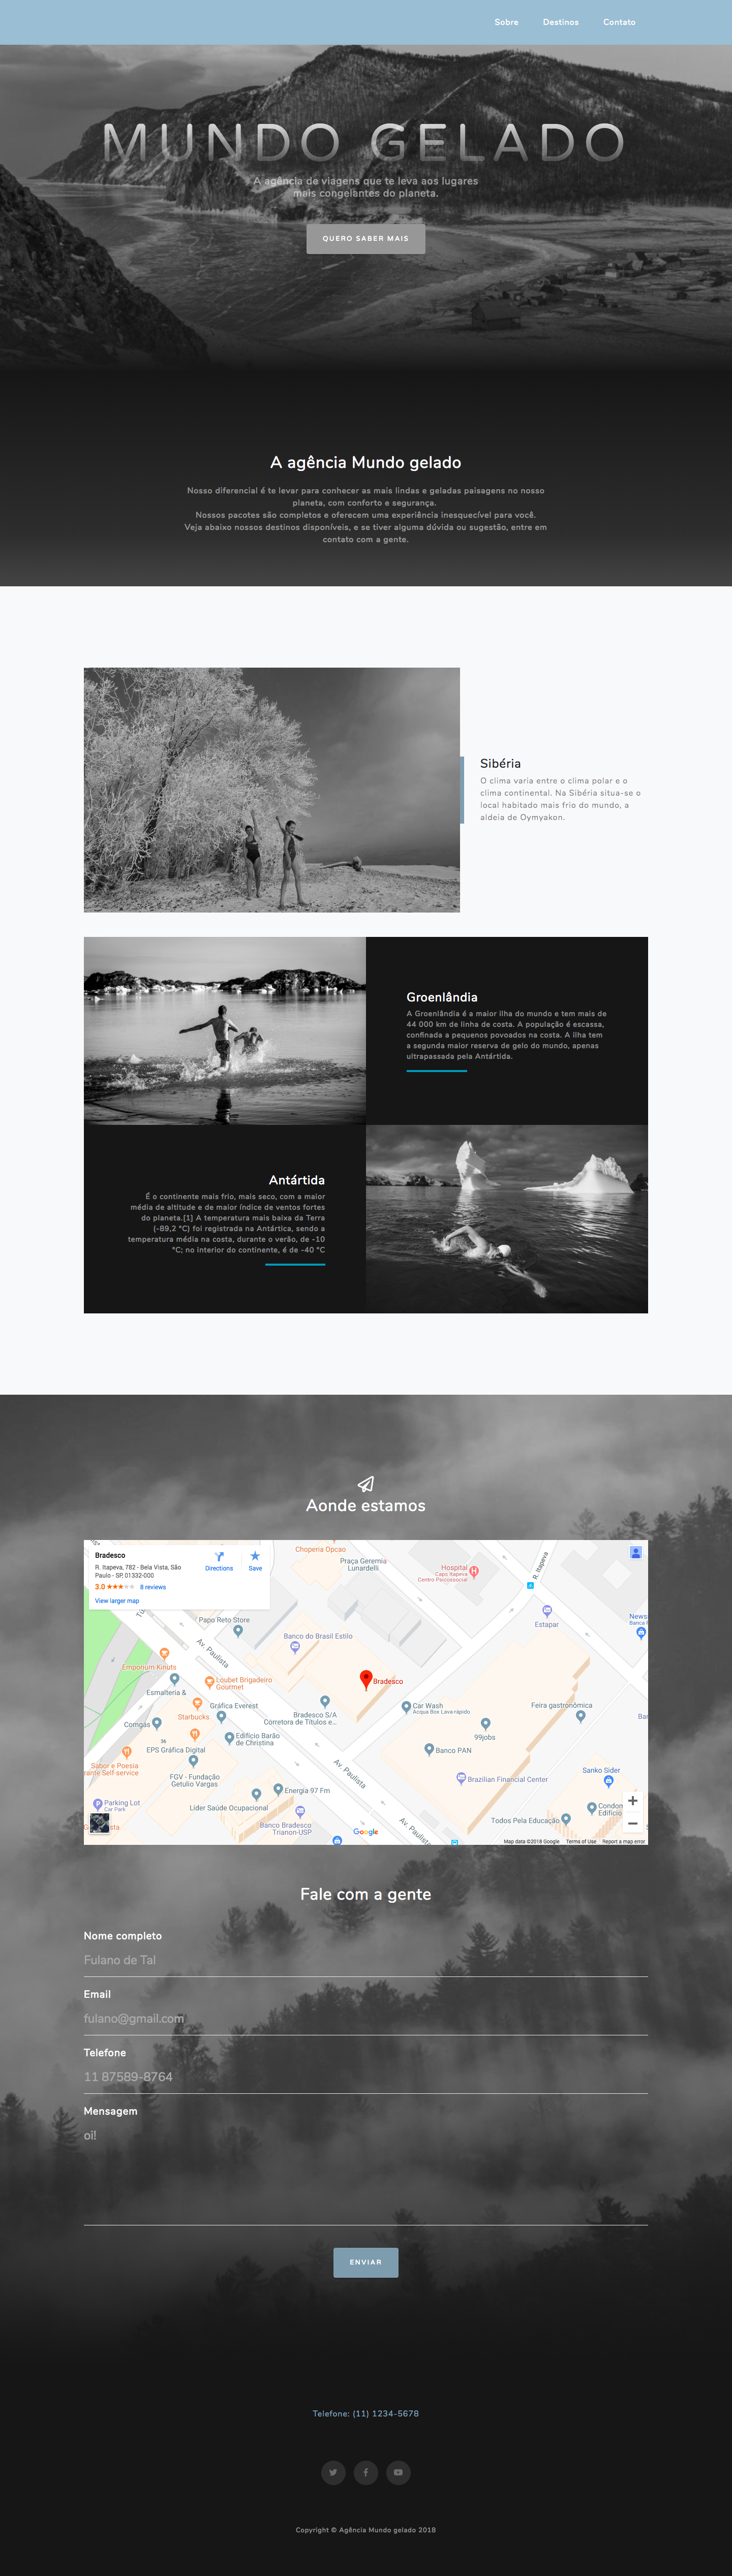 Sobre
Destinos
Contato
MUNDO GELADO
A agência de viagens que te leva aos lugares
mais congelantes do planeta.
QUERO SABER MAIS
A agência Mundo gelado
Nosso diferencial é te levar para conhecer as mais lindas e geladas paisagens no nosso
planeta, com conforto e segurança.
Nossos pacotes são completos e oferecem uma experiência inesquecível para você.
Veja abaixo nossos destinos disponíveis, e se tiver alguma dúvida ou sugestão, entre em
contato com a gente.
Sibéria
O clima varia entre o clima polar e o
clima continental. Na Sibéria situa-se o
local habitado mais frio do mundo, a
aldeia de Oymyakon.
Groenlândia
A Groenlândia é a maior ilha do mundo e tem mais de
44 000 km de linha de costa. A população é escassa,
confinada a pequenos povoados na costa. A ilha tem
a segunda maior reserva de gelo do mundo, apenas
ultrapassada pela Antártida.
Antártida
É o continente mais frio, mais seco, com a maior
média de altitude e de maior índice de ventos fortes
do planeta.[1] A temperatura mais baixa da Terra
(-89,2 °C) foi registrada na Antártica, sendo a
temperatura média na costa, durante o verão, de -10
°C; no interior do continente, é de -40 °C
Aonde estamos
Bradesco
R. Itapeva, 782 - Bela Vista, São
Paulo - SP, 01332-000
3.0
8 reviews
View larger map
Directions
Save
Choperia Opcao
Praça Geremia
Lunardelli
Hospital
Caps Itapeva
Centro Psicossocial
R. Itapeva
Papo Reto Store
Banco do Brasil Estilo
Estapar
News
Banca
Av. Paulista
Emporium Kinuts
Esmalteria &
Loubet Brigadeiro
Gourmet
Bradesco
Starbucks
Gráfica Everest
Bradesco S/A
Corretora de Títulos e...
Car Wash
Acqua Box Lava-rápido
Feira gastronômica
Comgás
Edifício Barão
de Christina
99jobs
EPS Gráfica Digital
Banco PAN
Sabor e Poesia
rante Self-service
FGV - Fundação
Getulio Vargas
Av. Paulista
Brazilian Financial Center
Sanko Sider
Energia 97 Fm
Parking Lot
Car Park
Líder Saúde Ocupacional
Banco Bradesco
Trianon-USP
Av. Paulista
Todos Pela Educação
Edifício
Google
Map data ©2018 Google
Terms of Use
Report a map error
Fale com a gente
Nome completo
Fulano de Tal
Email
fulano@gmail.com
Telefone
11 87589-8764
Mensagem
oi!
ENVIAR
Telefone: (11) 1234-5678
Copyright © Agência Mundo gelado 2018